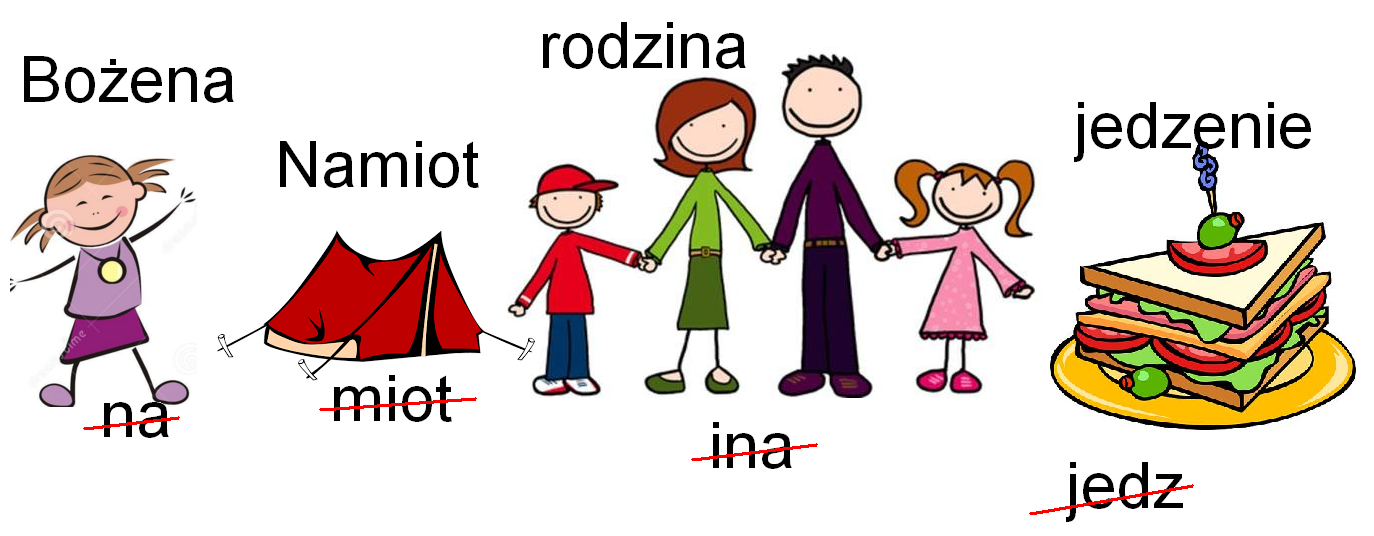 Bożena
Namiot
rodzina
jedzenie
na
miot
ina
jedz